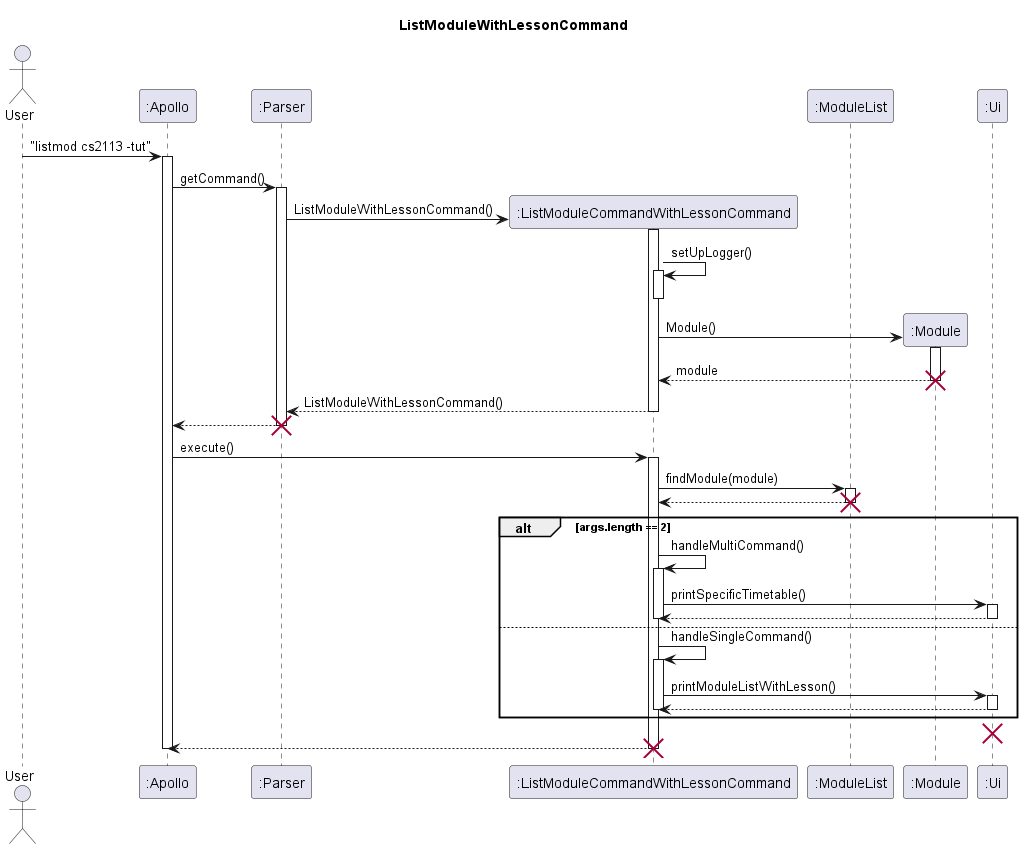 ListModuleWithLessonCommand
User
:Apollo
:Parser
:ModuleList
:Ui
"listmod cs2113 -tut"
getCommand()
ListModuleWithLessonCommand()
:ListModuleCommandWithLessonCommand
setUpLogger()
Module()
:Module
module
ListModuleWithLessonCommand()
execute()
findModule(module)
alt
[args.length == 2]
handleMultiCommand()
printSpecificTimetable()
handleSingleCommand()
printModuleListWithLesson()
User
:Apollo
:Parser
:ListModuleCommandWithLessonCommand
:ModuleList
:Module
:Ui